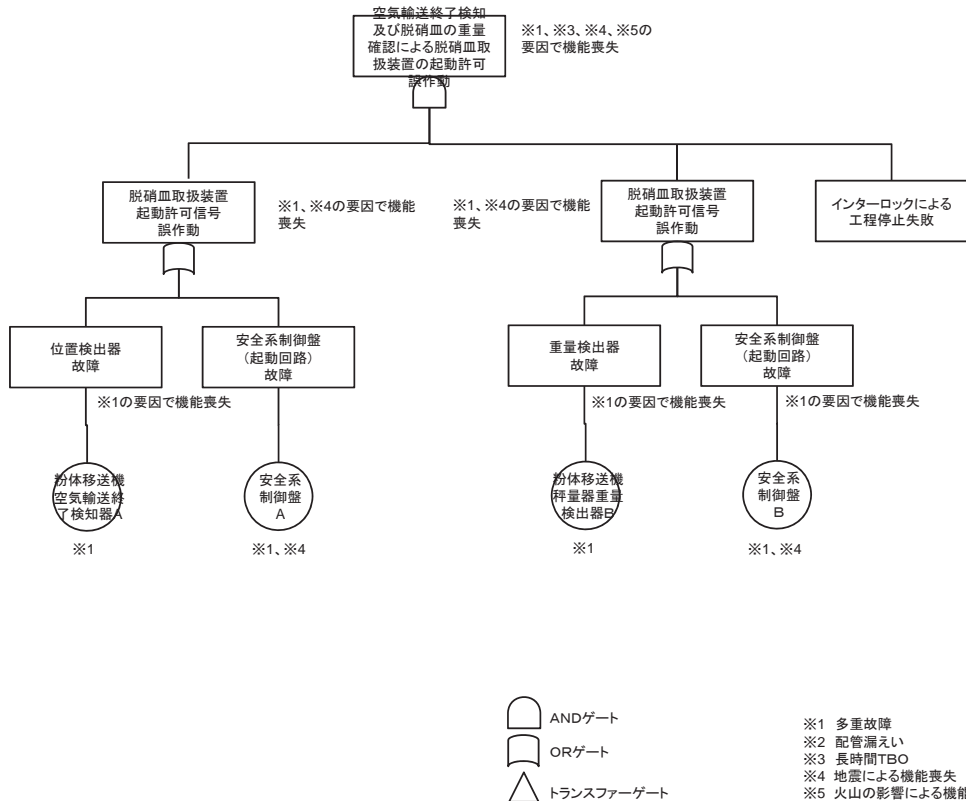 空気輸送終了検知
及び脱硝皿の重量
確認による脱硝皿取
扱装置の起動許可
誤作動
※1、※3、※4、※5の
要因で機能喪失
脱硝皿取扱装置
起動許可信号
誤作動
※1、※4の要因で機能
喪失
※1、※4の要因で機能
喪失
脱硝皿取扱装置
起動許可信号
誤作動
インターロックによる
工程停止失敗
位置検出器
故障
安全系制御盤
(起動回路)
故障
重量検出器
故障
安全系制御盤
(起動回路)
故障
※1の要因で機能喪失
※1の要因で機能喪失
※1の要因で機能喪失
粉体移送機
空気輸送終
了検知器A
安全系
制御盤
A
粉体移送機
秤量器重量
検出器B
安全系
制御盤
B
※1
※1、※4
※1
※1、※4
ANDゲート
ORゲート
トランスファーゲート
※1 多重故障
※2 配管漏えい
※3 長時間TBO
※4 地震による機能喪失
※5 火山の影響による機能